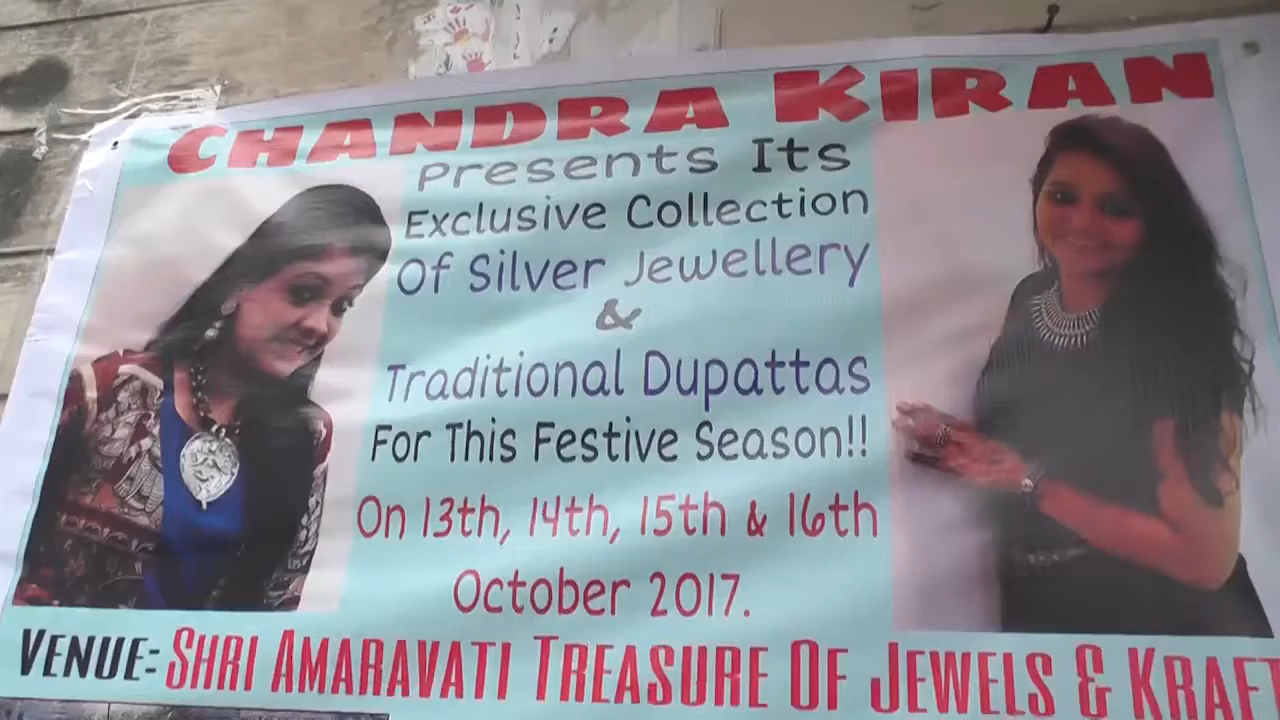 CHANDRA KIRAN
Presents Its
Exclusive Collection
Of Silver Jewellery
&
Traditional Dupattas
For This Festive Season!!
On 13th, 14th, 15th & 16th
October 2017.
VENUE:- SHRI AMARAVATI TREASURE OF JEWELS & KRAFT